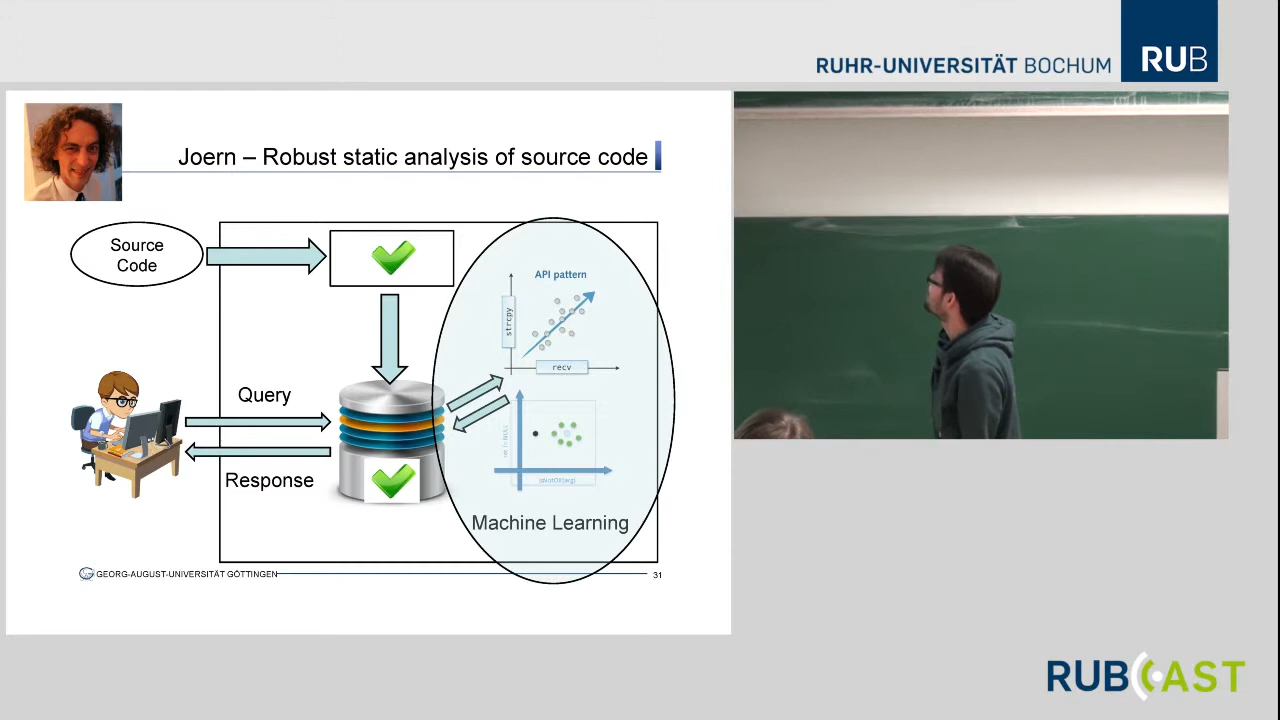 RUHR-UNIVERSITÄT BOCHUM
RUB
Joern – Robust static analysis of source code
Source
Code
API pattern
strcpy
recv
Query
Response
Machine Learning
GEORG-AUGUST-UNIVERSITÄT GÖTTINGEN
31
RUBCAST